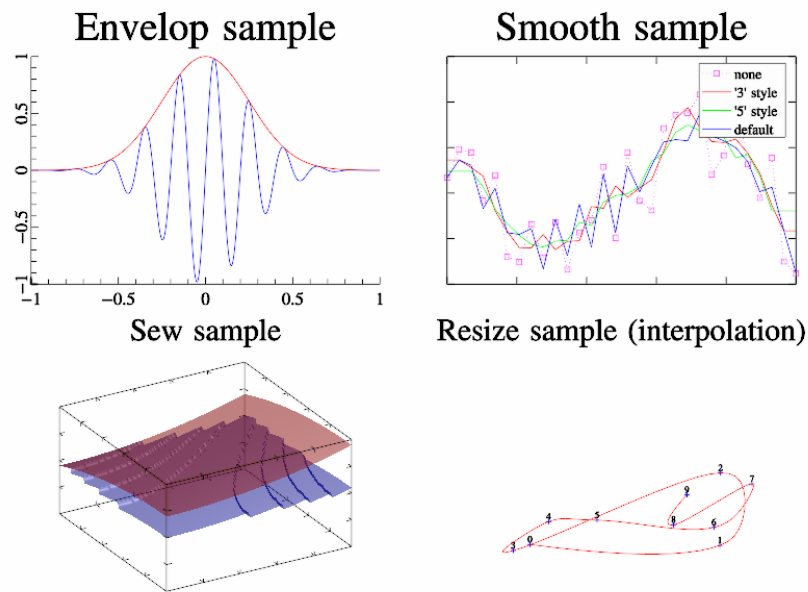 Envelop sample
Smooth sample
1
0.5
0
−0.5
−1
−1
−0.5
0
0.5
1
none
'3' style
'5' style
default
Sew sample
Resize sample (interpolation)
2
7
9
4
5
8
6
3
0
1